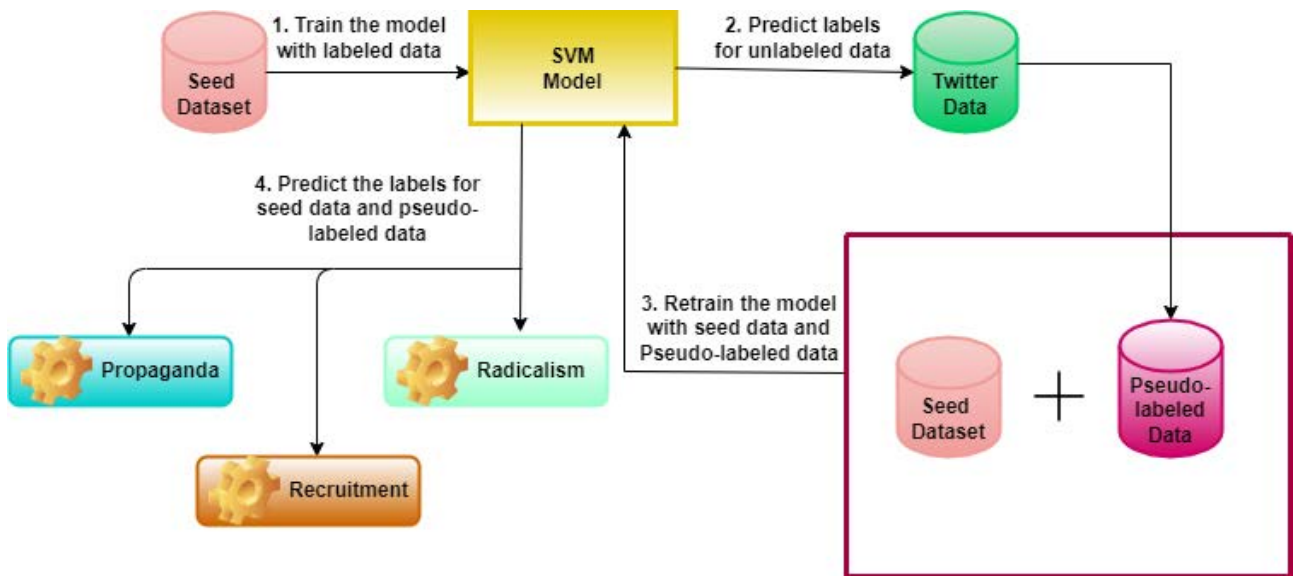 1. Train the model
with labeled data
Seed
Dataset
SVM
Model
2. Predict labels
for unlabeled data
Twitter
Data
4. Predict the labels for
seed data and pseudo-
labeled data
3. Retrain the model
with seed data and
Pseudo-labeled data
Propaganda
Radicalism
Recruitment
Seed
Dataset
+
Pseudo-
labeled
Data